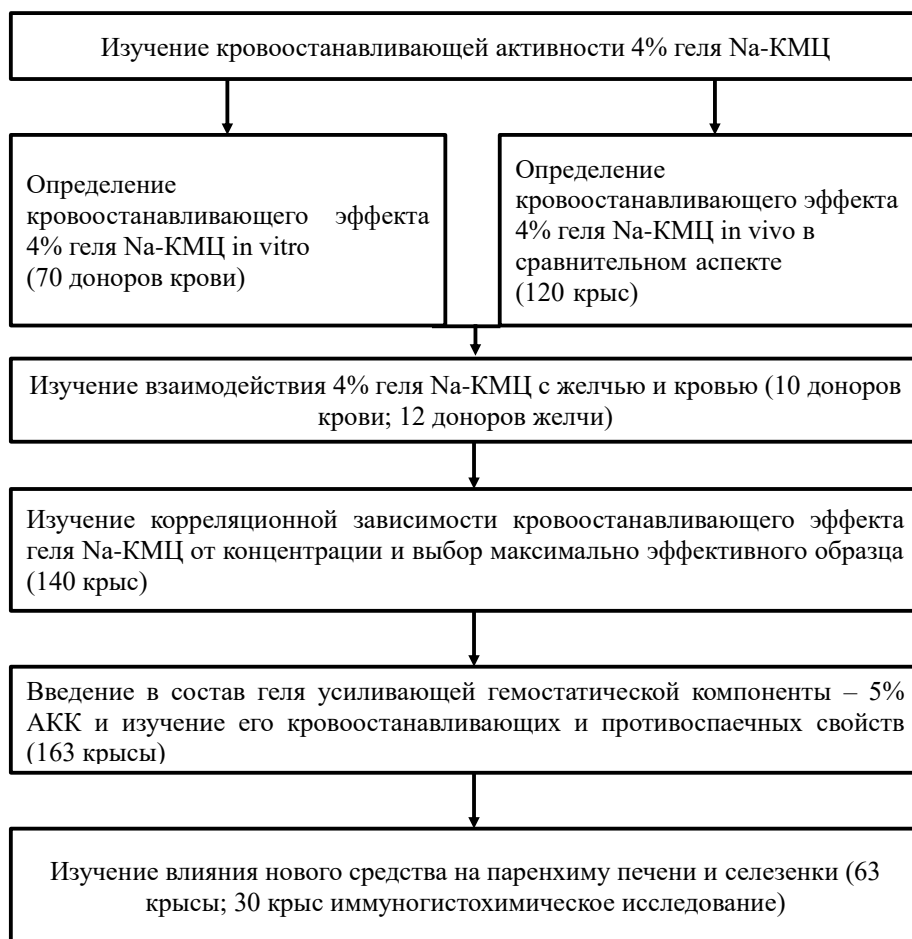 Изучение кровоостанавливающей активности 4% геля Na-КМЦ
Определение
кровоостанавливающего эффекта
4% геля Na-КМЦ in vitro
(70 доноров крови)
Определение
кровоостанавливающего эффекта
4% геля Na-КМЦ in vivo в
сравнительном аспекте
(120 крыс)
Изучение взаимодействия 4% геля Na-КМЦ с желчью и кровью (10 доноров
крови; 12 доноров желчи)
Изучение корреляционной зависимости кровоостанавливающего эффекта
геля Na-КМЦ от концентрации и выбор максимально эффективного образца
(140 крыс)
Введение в состав геля усиливающей гемостатической компоненты – 5%
АКК и изучение его кровоостанавливающих и противоспаечных свойств
(163 крысы)
Изучение влияния нового средства на паренхиму печени и селезенки (63
крысы; 30 крыс иммуногистохимическое исследование)